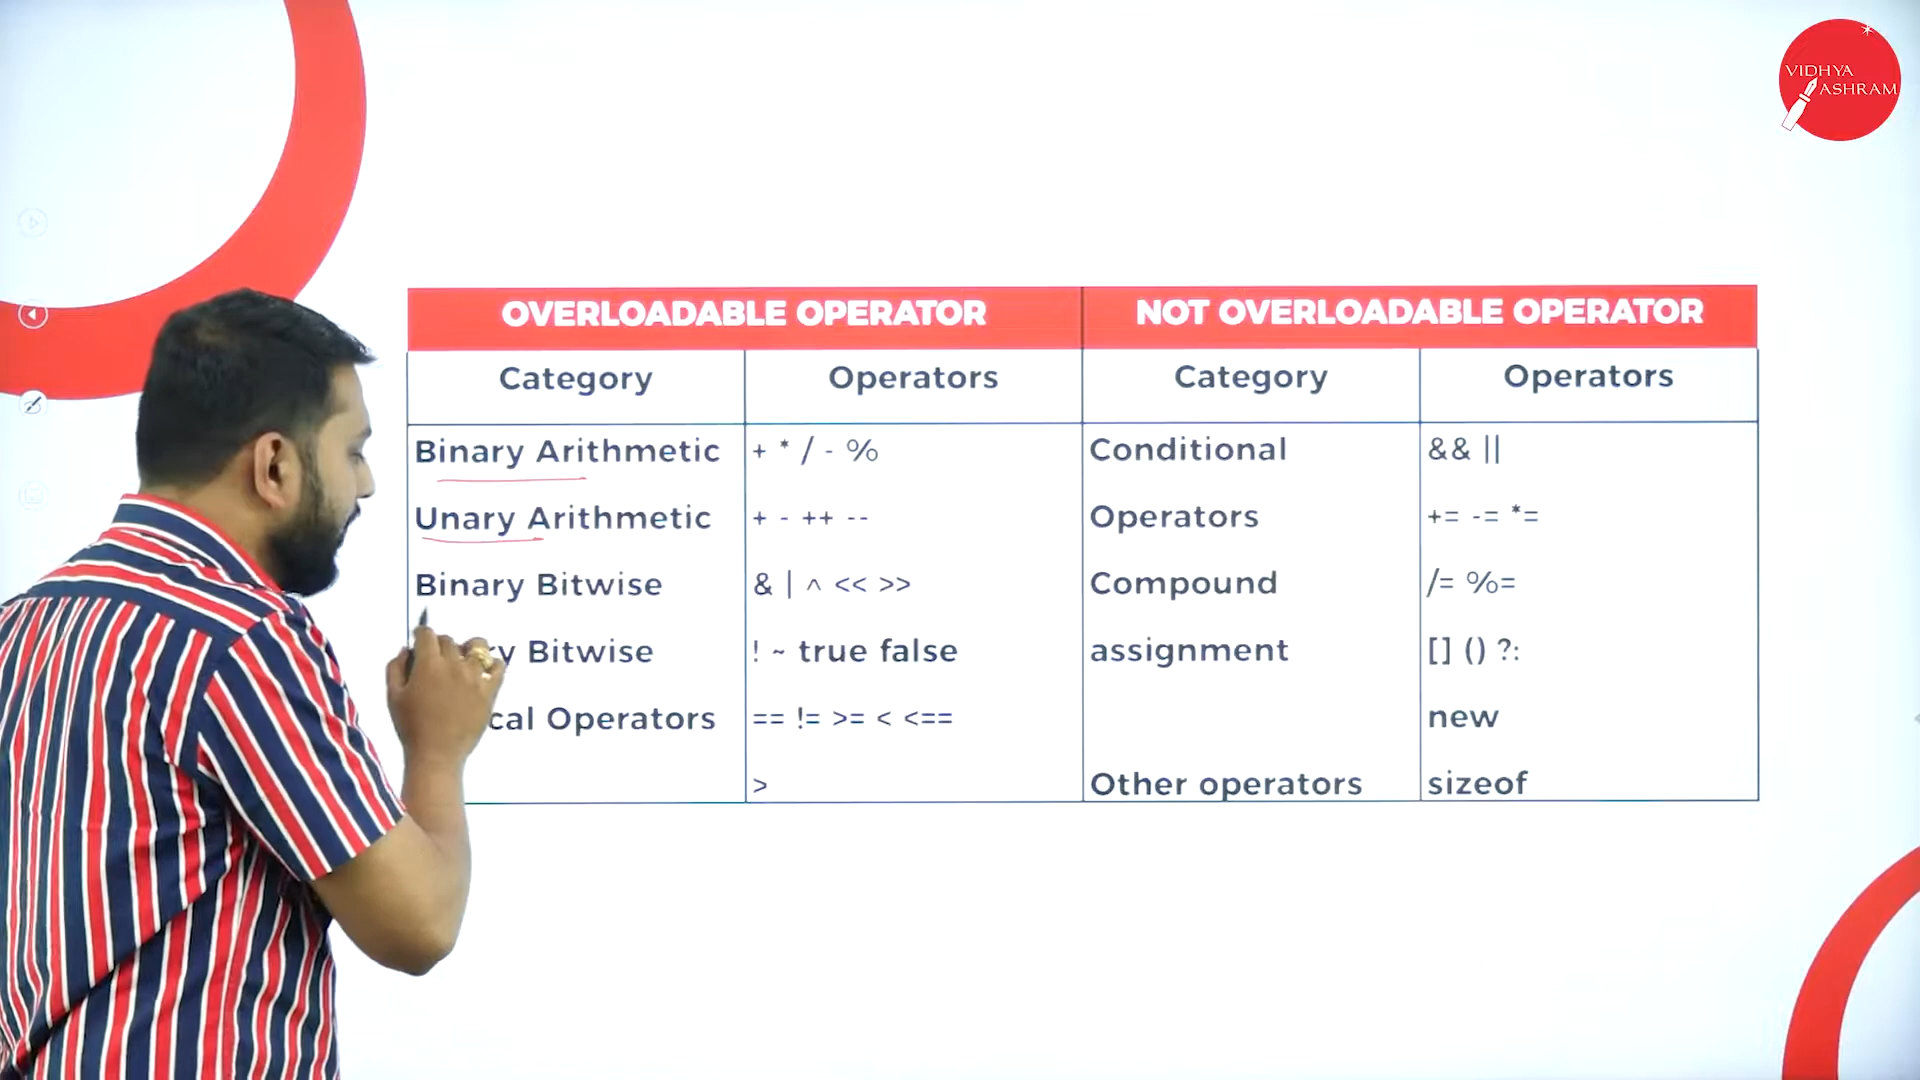 VIDHYA
ASHRAM
OVERLOADABLE OPERATOR NOT OVERLOADABLE OPERATOR
Category Operators Category Operators
Binary Arithmetic + * / - % Conditional && ||
Unary Arithmetic + - ++ -- Operators += -= *=
Binary Bitwise & | ^ << >> Compound /= %=
Bitwise ! ~ true false assignment [] () ?:
Operators == != >= < <== new
> Other operators sizeof